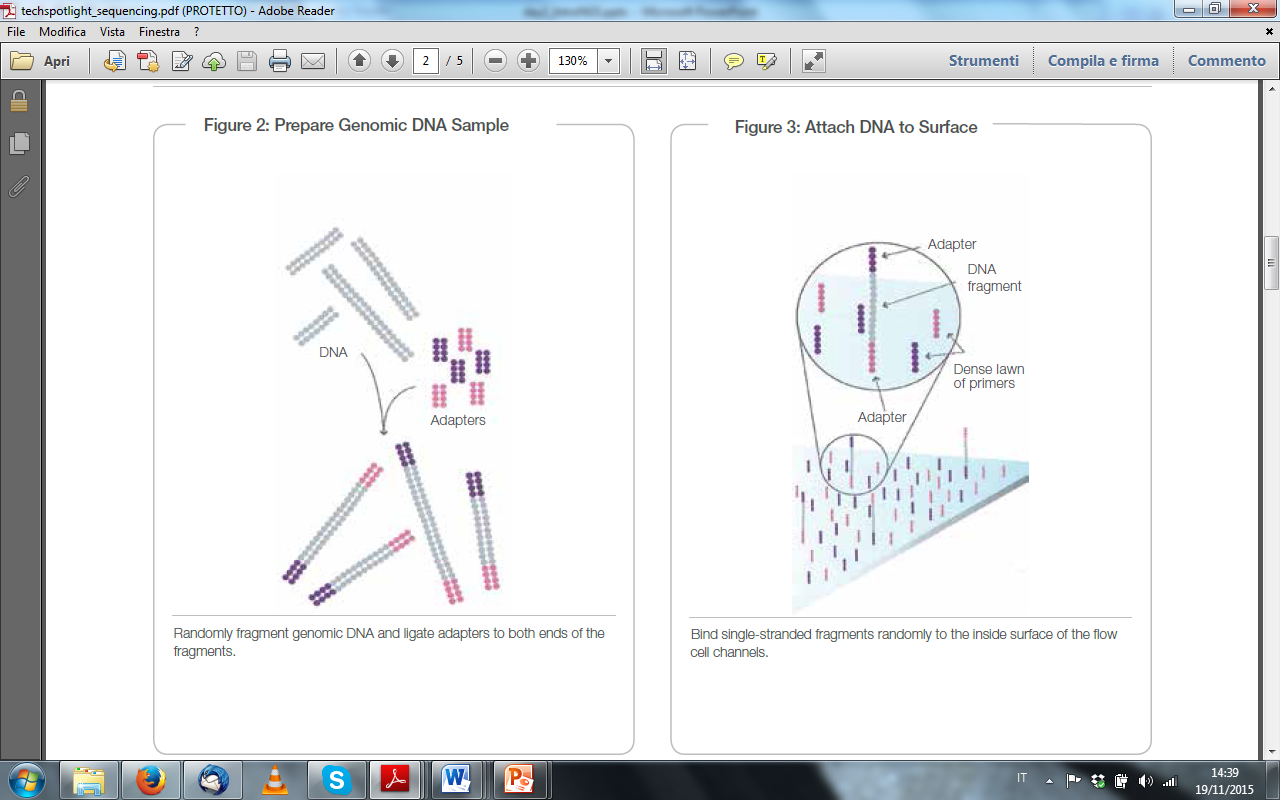 techspotlight_sequencing.pdf (PROTETTO) - Adobe Reader
File Modifica Vista Finestra ?
Apri 2 / 5 130% Strumenti Compila e firma Commento
Figure 2: Prepare Genomic DNA Sample
DNA
Adapters
Randomly fragment genomic DNA and ligate adapters to both ends of the
fragments.
Figure 3: Attach DNA to Surface
Adapter
DNA
fragment
Dense lawn
of primers
Adapter
Bind single-stranded fragments randomly to the inside surface of the flow
cell channels.
IT
14:39
19/11/2015